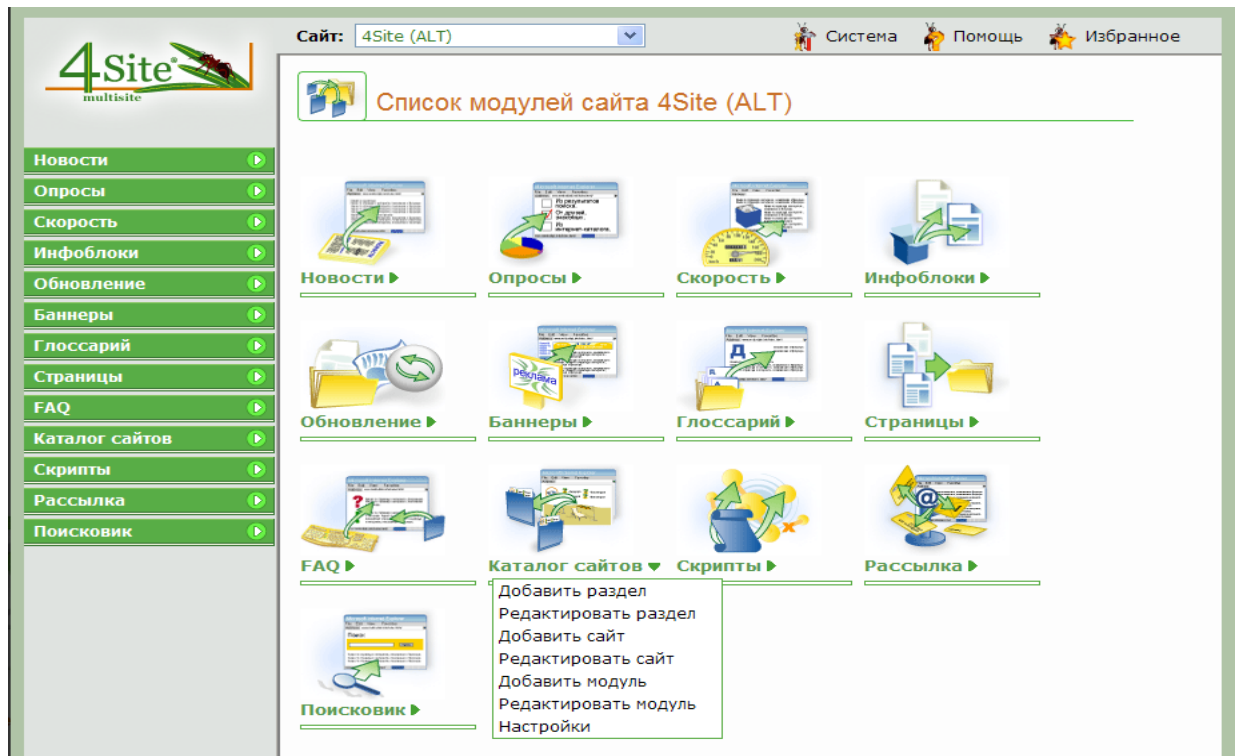 Сайт: 4Site (ALT)
Система Помощь Избранное
4Site
multisite
Список модулей сайта 4Site (ALT)
Новости
Опросы
Скорость
Инфоблоки
Обновление
Баннеры
Глоссарий
Страницы
FAQ
Каталог сайтов
Скрипты
Рассылка
Поисковик
Новости Опросы Скорость Инфоблоки
реклама
Обновление Баннеры Глоссарий Страницы
FAQ Каталог сайтов Скрипты Рассылка
Добавить раздел
Редактировать раздел
Добавить сайт
Редактировать сайт
Добавить модуль
Редактировать модуль
Настройки
Поисковик